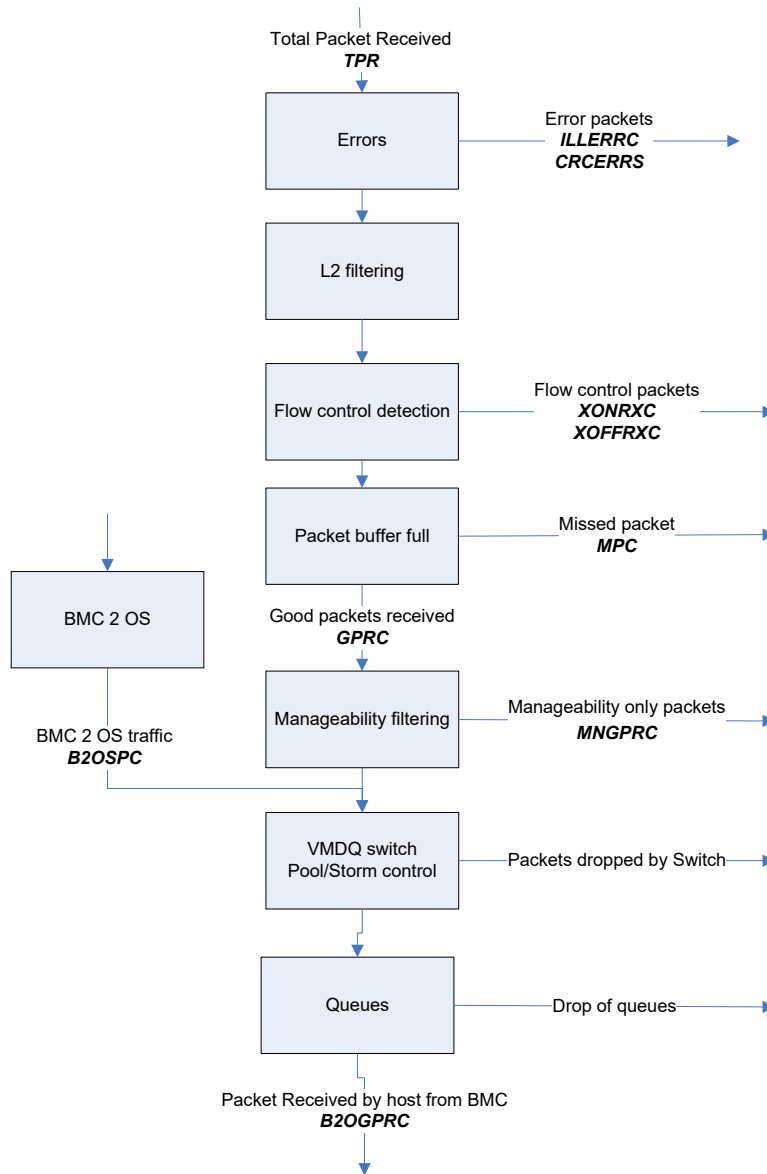 Total Packet Received
TPR
Errors
Error packets
ILLERRC
CRCERRS
L2 filtering
Flow control detection
Flow control packets
XONRXC
XOFFRXC
Packet buffer full
Missed packet
MPC
BMC 2 OS
Good packets received
GPRC
Manageability filtering
Manageability only packets
MNGPRC
BMC 2 OS traffic
B2OSPC
VMDQ switch
Pool/Storm control
Packets dropped by Switch
Queues
Drop of queues
Packet Received by host from BMC
B2OGPRC